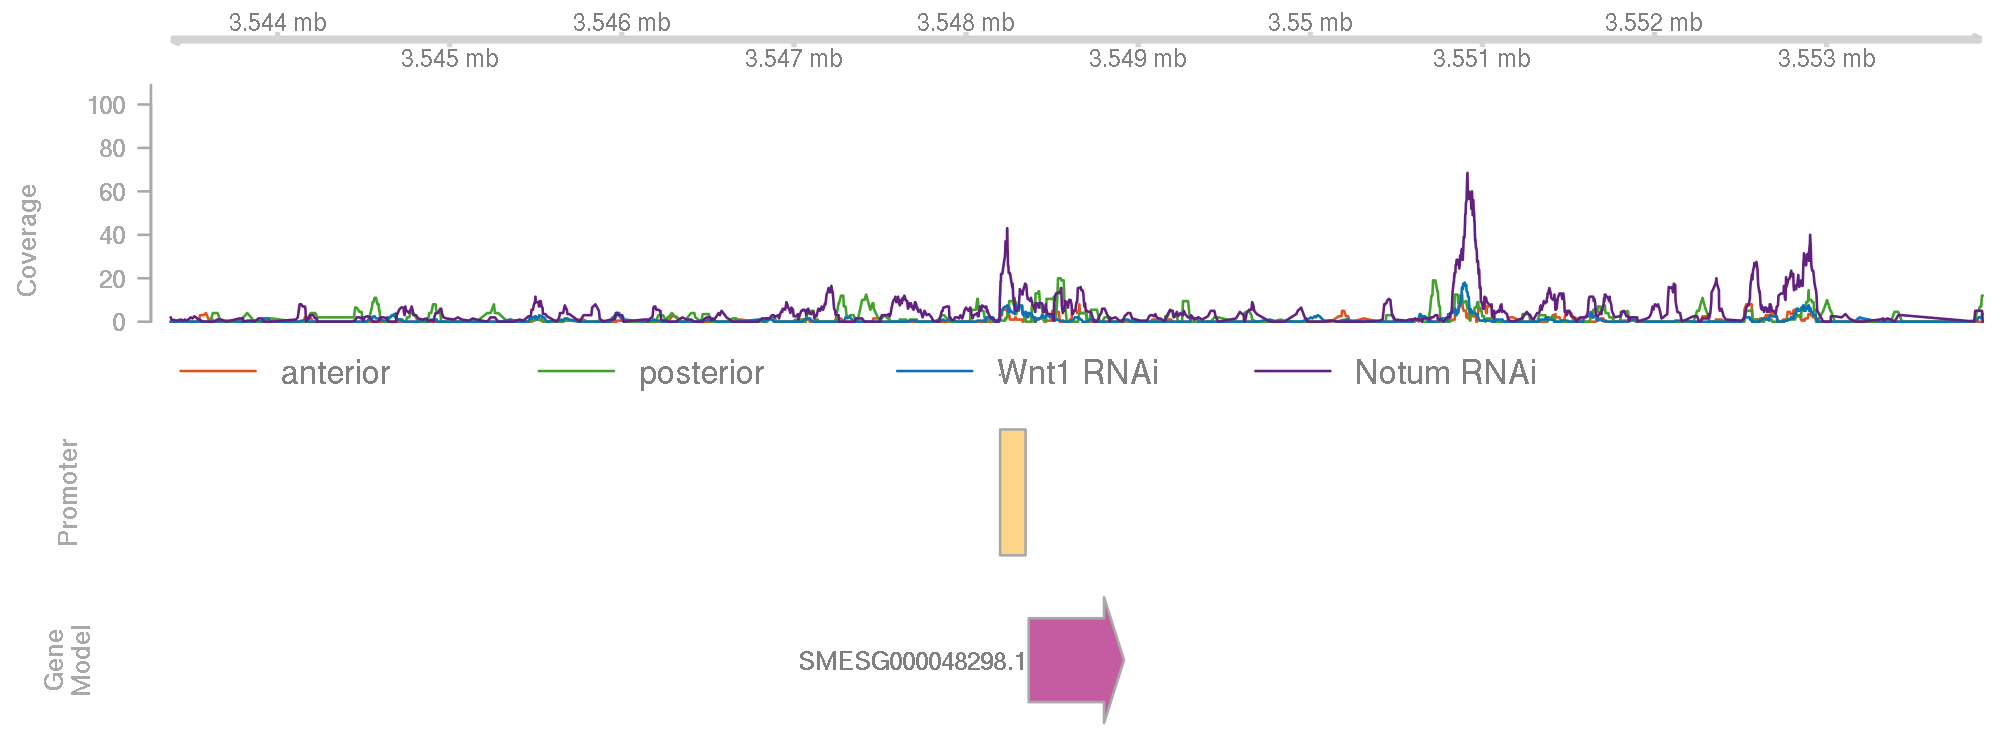 3.544 mb 3.546 mb 3.548 mb 3.55 mb 3.552 mb
3.545 mb 3.547 mb 3.549 mb 3.551 mb 3.553 mb
Coverage
100
80
60
40
20
0
anterior posterior Wnt1 RNAi Notum RNAi
Promoter
Gene
Model
SMESG000048298.1